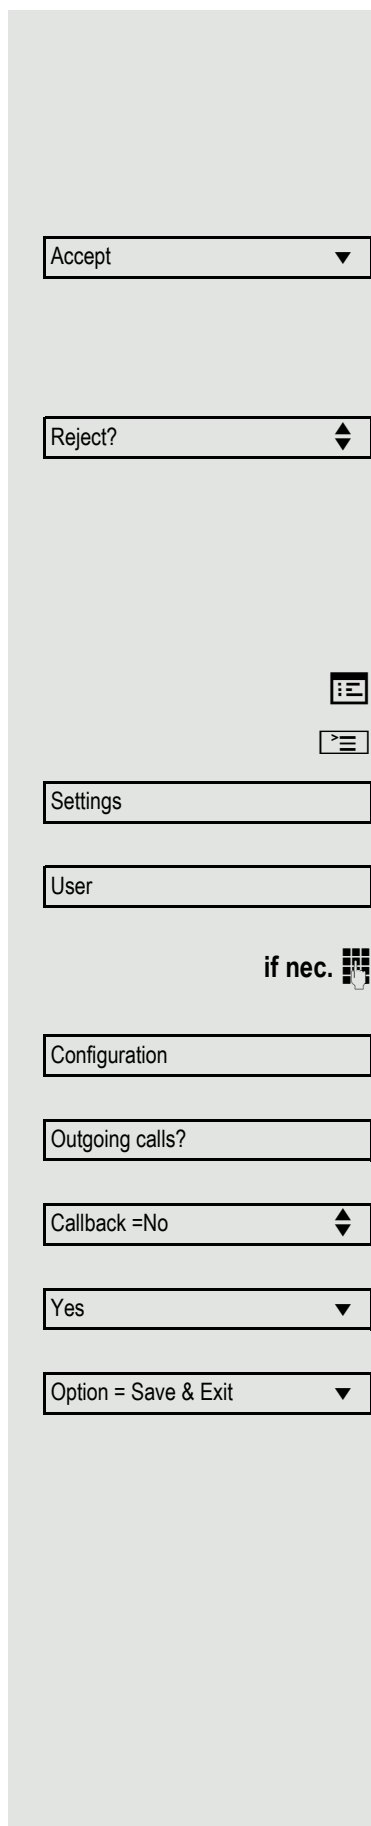 Accept
Reject?
Settings
User
if nec.
Configuration
Outgoing calls?
Callback =No
Yes
Option = Save & Exit